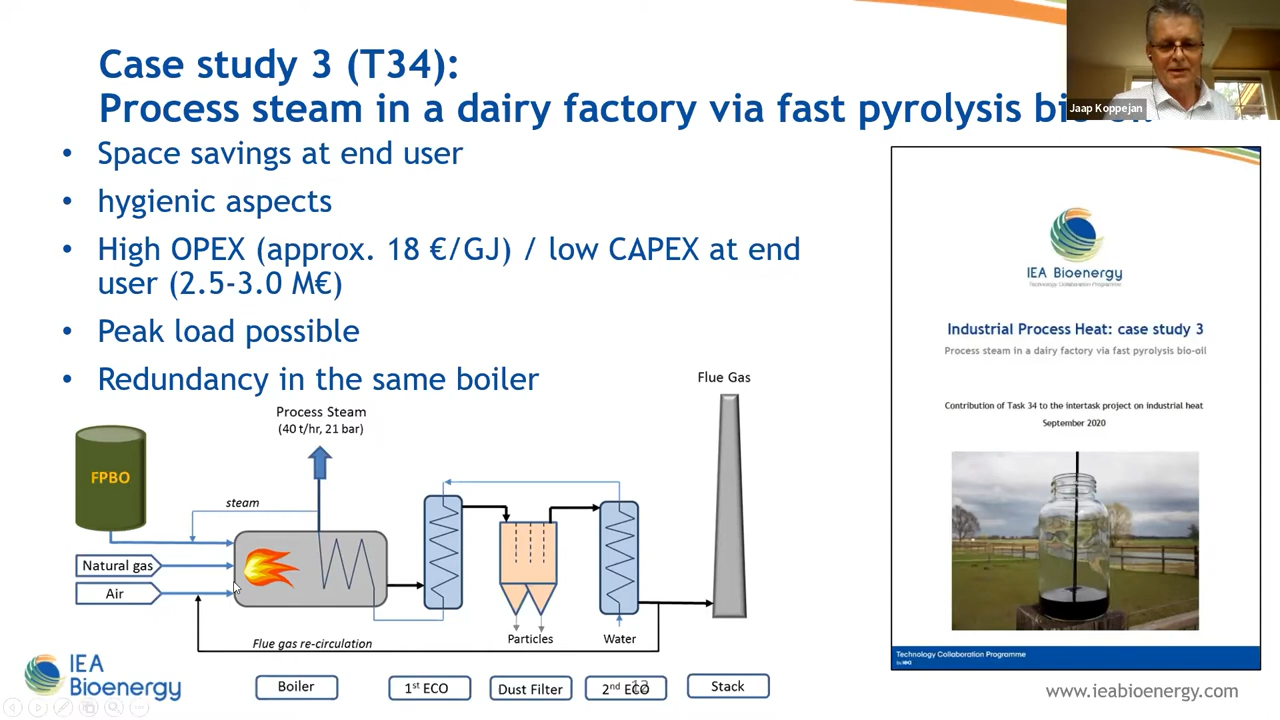 Case study 3 (T34):
Process steam in a dairy factory via fast pyrolysis
Jaap Koppejan
• Space savings at end user
• hygienic aspects
• High OPEX (approx. 18 €/GJ) / low CAPEX at end
user (2.5-3.0 M€)
• Peak load possible
• Redundancy in the same boiler
Process Steam
(40 t/hr, 21 bar)
Flue Gas
FPBO
steam
Natural gas
Air
Flue gas re-circulation
Particles
Water
Boiler
1st ECO
Dust Filter
2nd ECO
Stack
IEA
Bioenergy
IEA Bioenergy
Technology Collaboration Programme
Industrial Process Heat: case study 3
Process steam in a dairy factory via fast pyrolysis bio-oil
Contribution of Task 34 to the intertask project on industrial heat
September 2020
Technology Collaboration Programme
www.ieabioenergy.com